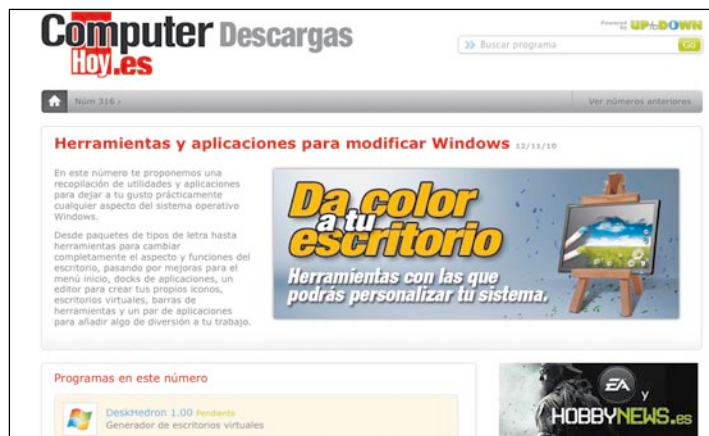 Computer Descargas
Hoy.es
Powered by UPtoDOWN
Buscar programa
Go
Núm 316 ›
Ver números anteriores
Herramientas y aplicaciones para modificar Windows 12/11/10
En este número te proponemos una
recopilación de utilidades y aplicaciones
para dejar a tu gusto prácticamente
cualquier aspecto del sistema operativo
Windows.
Desde paquetes de tipos de letra hasta
herramientas para cambiar
completamente el aspecto y funciones del
escritorio, pasando por mejoras para el
menú inicio, docks de aplicaciones, un
editor para crear tus propios iconos,
escritorios virtuales, barras de
herramientas y un par de aplicaciones
para añadir algo de diversión a tu trabajo.
Da color
a tu
escritorio
Herramientas con las que
podrás personalizar tu sistema.
Programas en este número
DeskHedron 1.00 Pendiente
Generador de escritorios virtuales
EA y
HOBBYNEWS.es